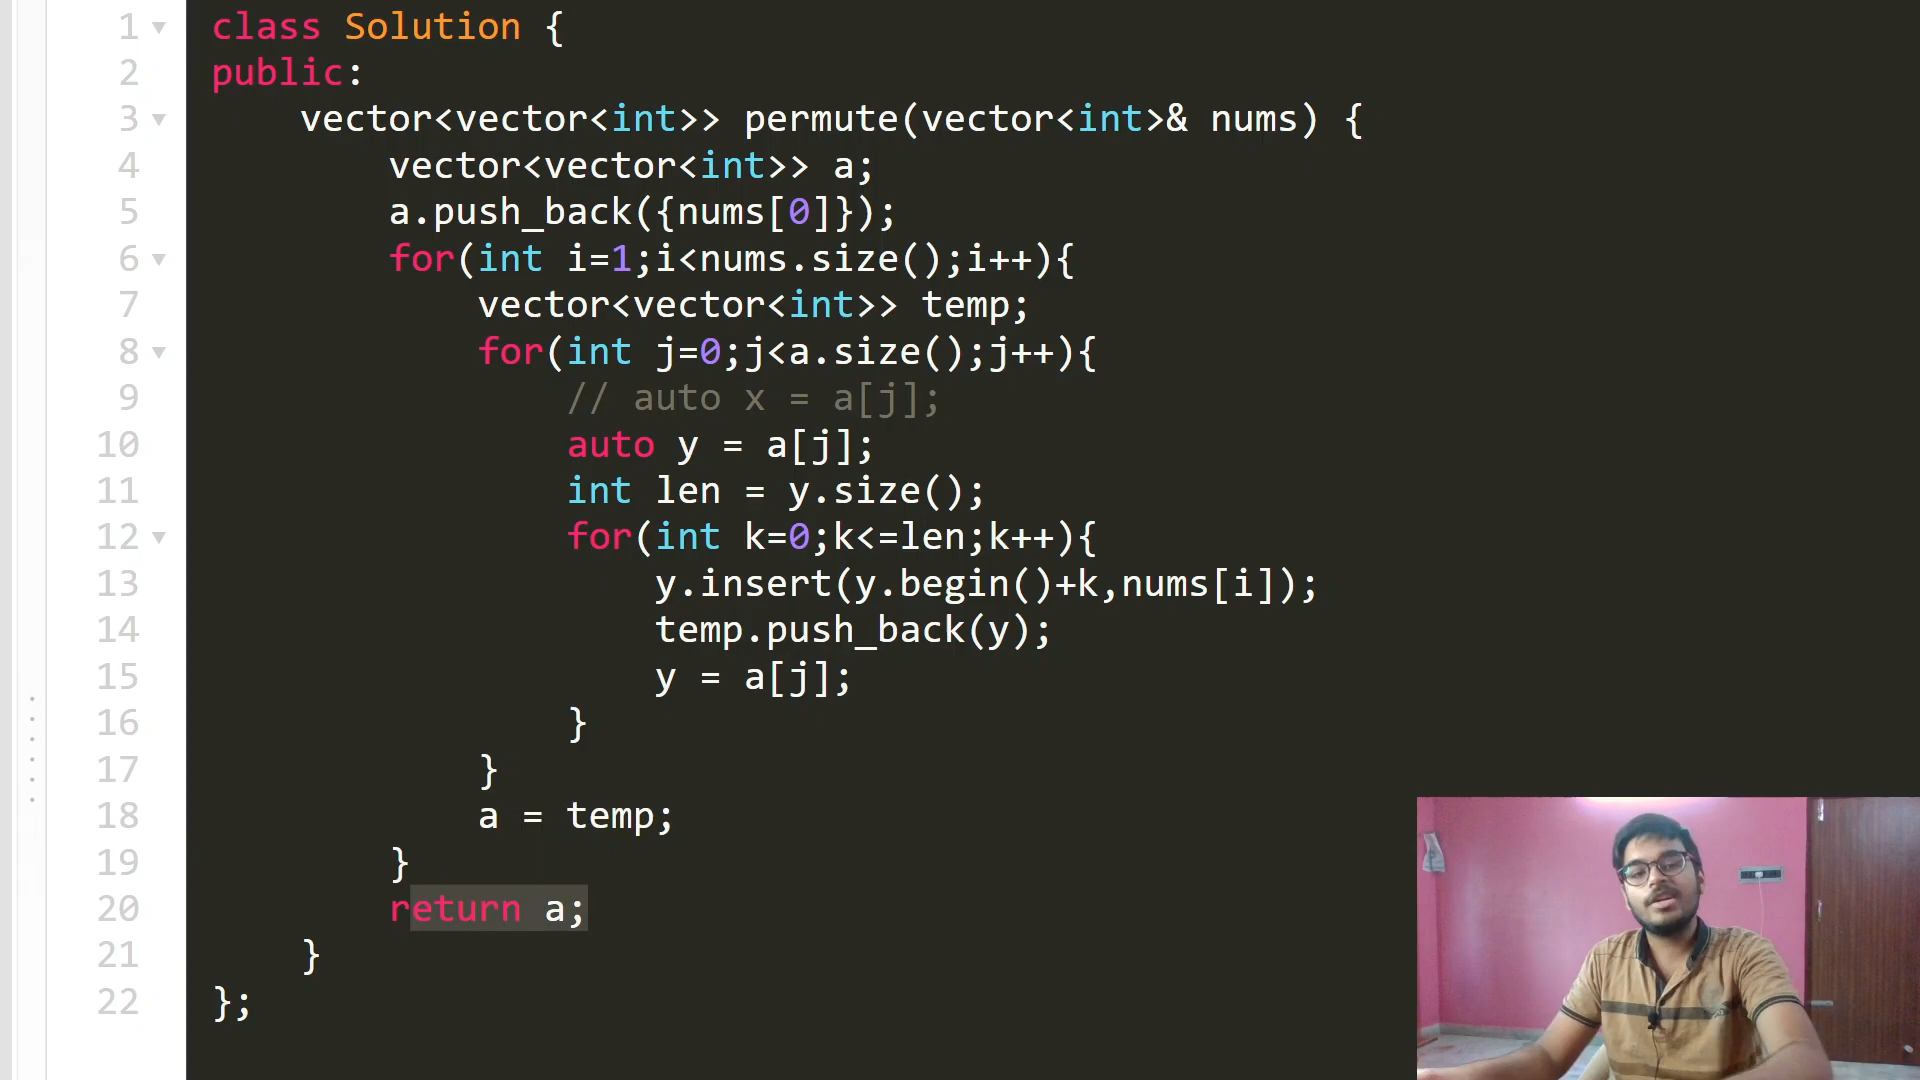 1 class Solution {
2 public:
3 vector<vector<int>> permute(vector<int>& nums) {
4 vector<vector<int>> a;
5 a.push_back({nums[0]});
6 for(int i=1;i<nums.size();i++){
7 vector<vector<int>> temp;
8 for(int j=0;j<a.size();j++){
9 // auto x = a[j];
10 auto y = a[j];
11 int len = y.size();
12 for(int k=0;k<=len;k++){
13 y.insert(y.begin()+k,nums[i]);
14 temp.push_back(y);
15 y = a[j];
16 }
17 }
18 a = temp;
19 }
20 return a;
21 }
22 };